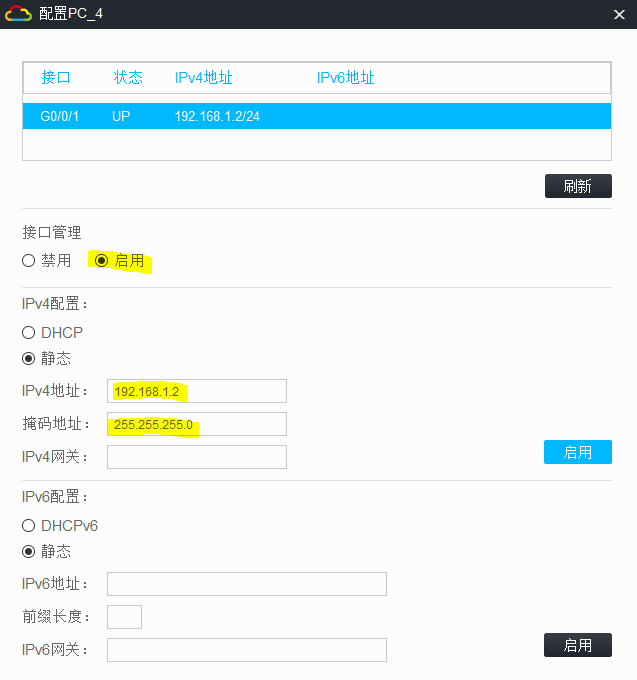 配置PC_4
接口 状态 IPv4地址 IPv6地址
G0/0/1 UP 192.168.1.2/24
刷新
接口管理
禁用 启用
IPv4配置：
DHCP
静态
IPv4地址： 192.168.1.2
掩码地址： 255.255.255.0
IPv4网关： 启用
IPv6配置：
DHCPv6
静态
IPv6地址：
前缀长度：
IPv6网关： 启用